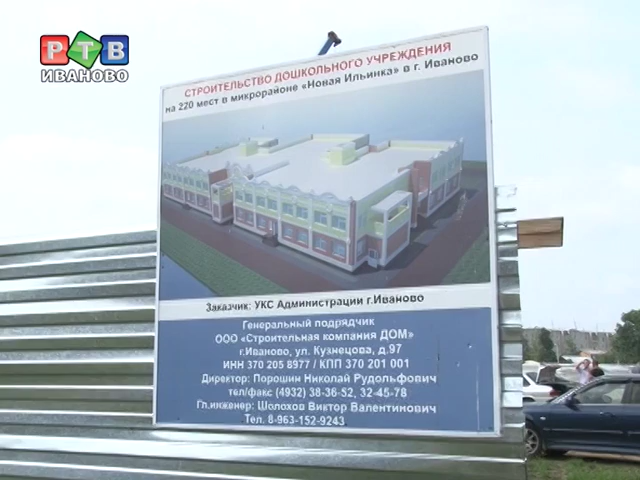 РТВ
ИВАНОВО
СТРОИТЕЛЬСТВО ДОШКОЛЬНОГО УЧРЕЖДЕНИЯ
на 220 мест в микрорайоне «Новая Ильинка» в г. Иваново
Заказчик: УКС Администрации г.Иваново
Генеральный подрядчик
ООО «Строительная компания ДОМ»
г.Иваново, ул. Кузнецова, д.97
ИНН 370 205 8977 / КПП 370 201 001
Директор: Порошин Николай Рудольфович
тел/факс (4932) 38-36-52, 32-45-78
Гл.инженер: Шолохов Виктор Валентинович
Тел. 8-963-152-9243